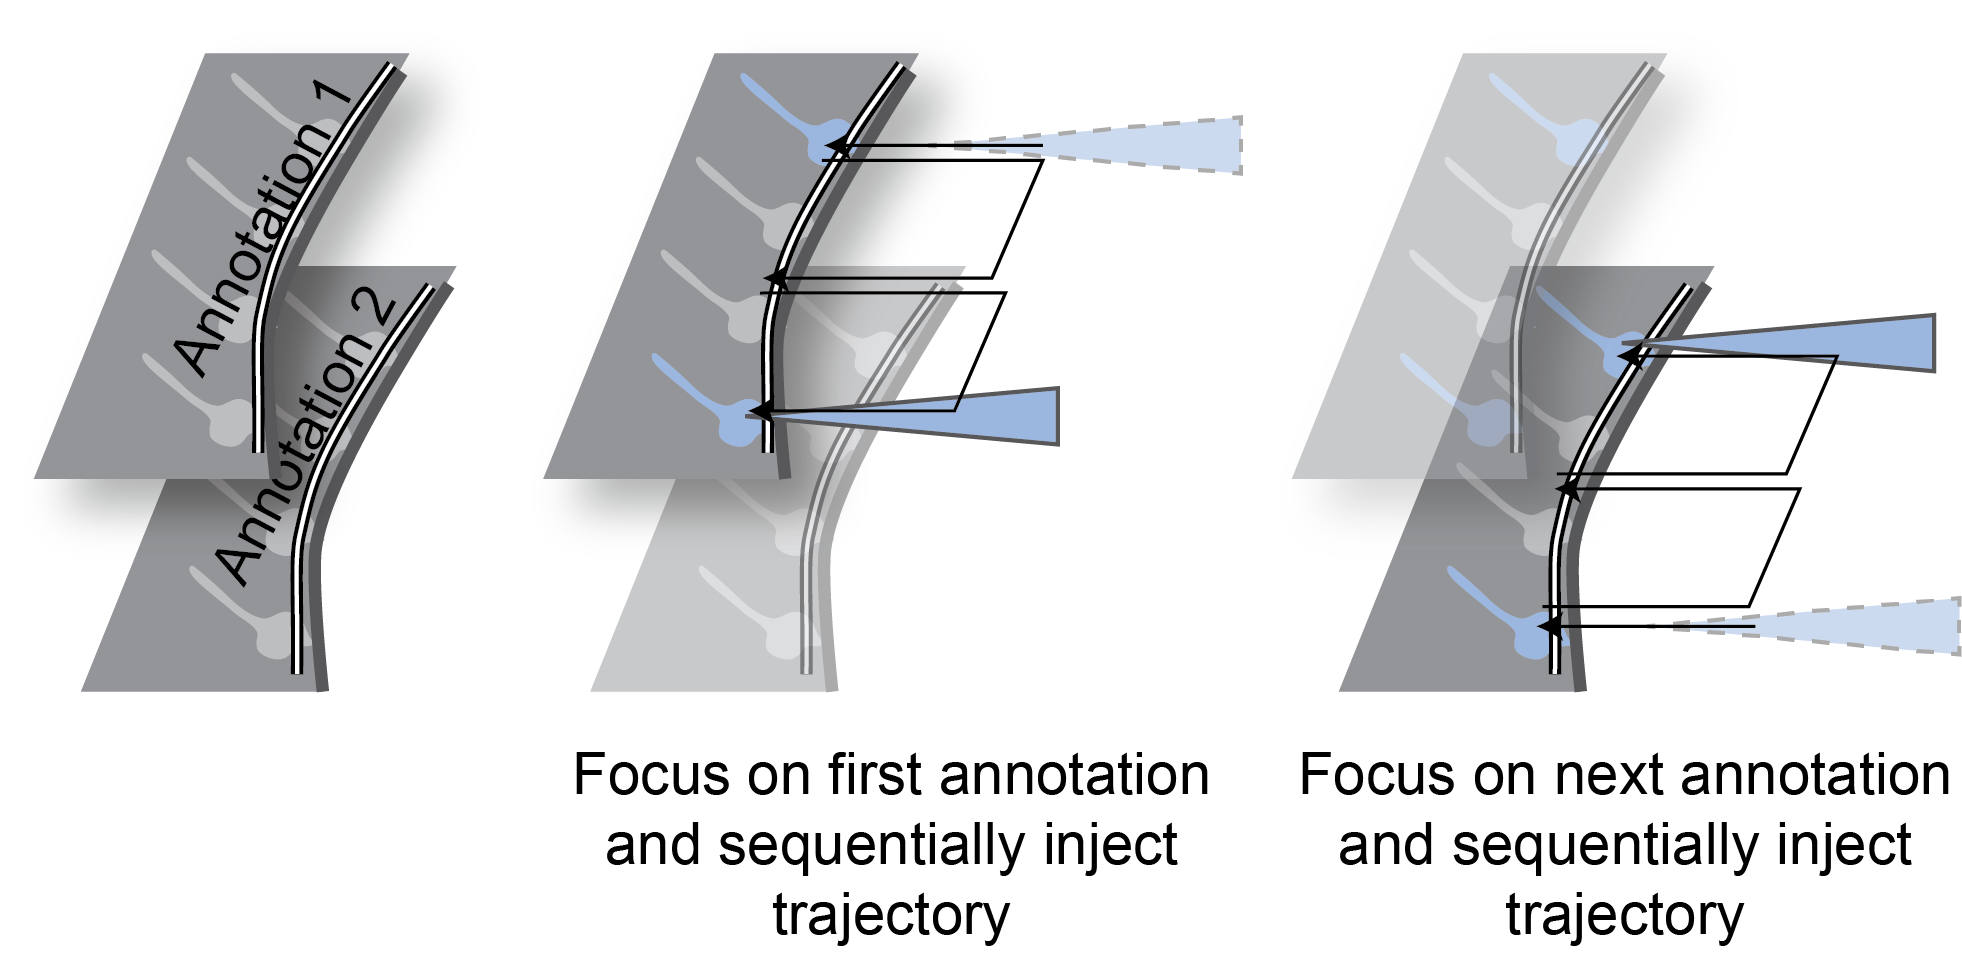 Annotation 1
Annotation 2
Focus on first annotation
and sequentially inject
trajectory
Focus on next annotation
and sequentially inject
trajectory